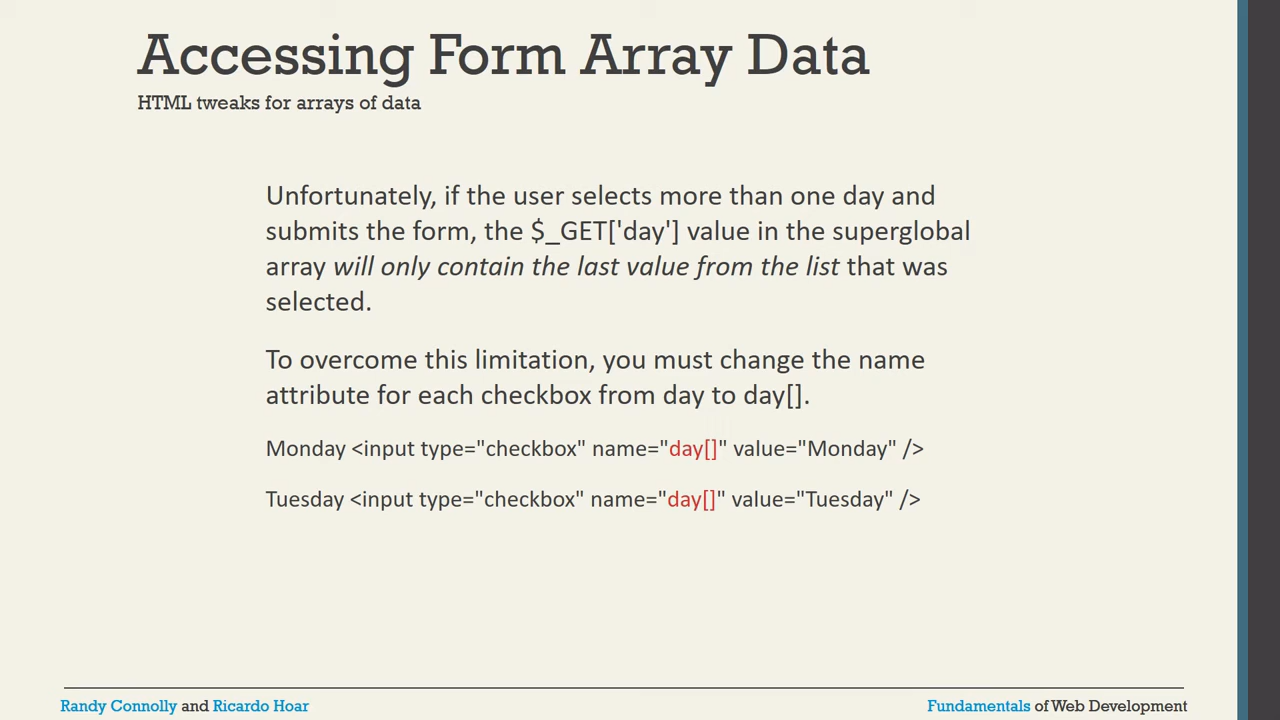 Accessing Form Array Data
HTML tweaks for arrays of data
Unfortunately, if the user selects more than one day and
submits the form, the $_GET['day'] value in the superglobal
array will only contain the last value from the list that was
selected.
To overcome this limitation, you must change the name
attribute for each checkbox from day to day[].
Monday <input type="checkbox" name="day[]" value="Monday" />
Tuesday <input type="checkbox" name="day[]" value="Tuesday" />
Randy Connolly and Ricardo Hoar
Fundamentals of Web Development